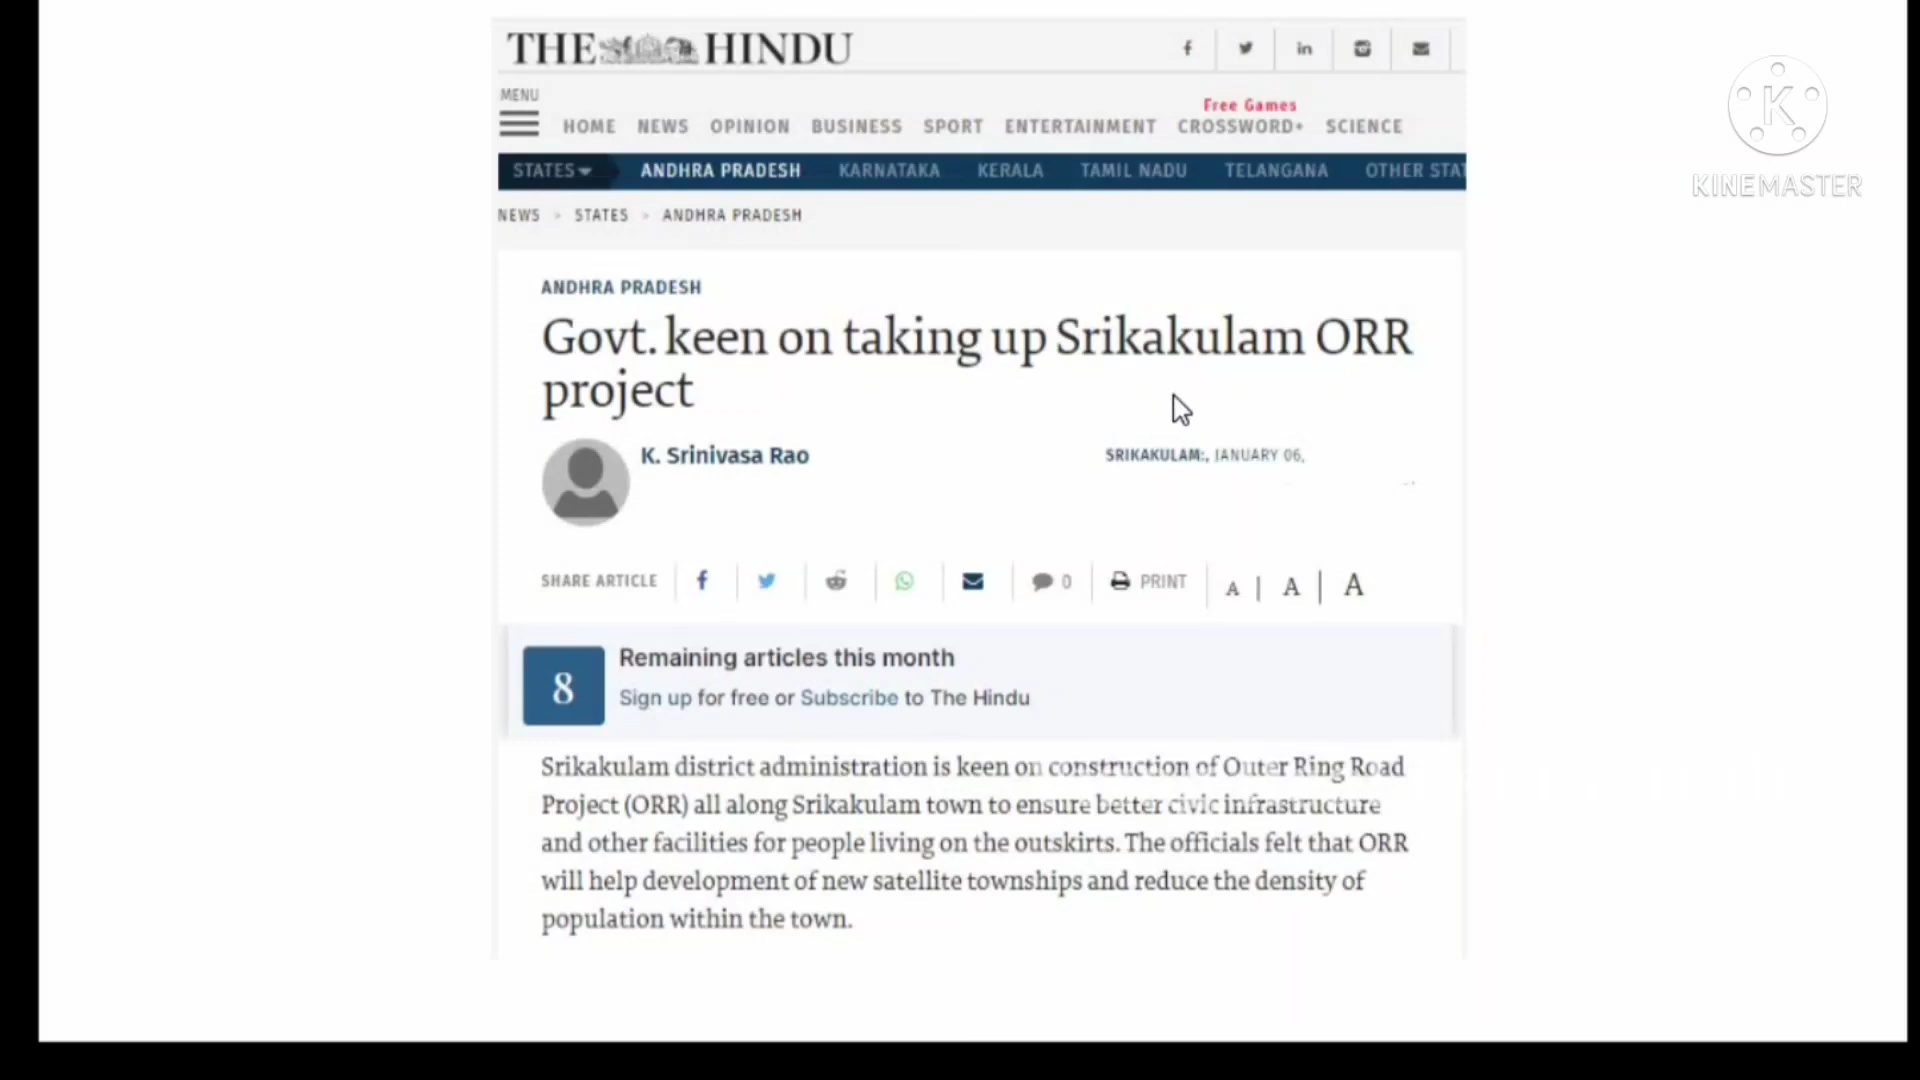 THE HINDU
MENU
Free Games
HOME NEWS OPINION BUSINESS SPORT ENTERTAINMENT CROSSWORD+ SCIENCE
STATES ANDHRA PRADESH KARNATAKA KERALA TAMIL NADU TELANGANA OTHER STAT
NEWS > STATES > ANDHRA PRADESH
ANDHRA PRADESH
Govt. keen on taking up Srikakulam ORR
project
K. Srinivasa Rao
SRIKAKULAM:, JANUARY 06,
SHARE ARTICLE 0 PRINT A | A | A
8
Remaining articles this month
Sign up for free or Subscribe to The Hindu
Srikakulam district administration is keen on construction of Outer Ring Road
Project (ORR) all along Srikakulam town to ensure better civic infrastructure
and other facilities for people living on the outskirts. The officials felt that ORR
will help development of new satellite townships and reduce the density of
population within the town.
K
KINEMASTER